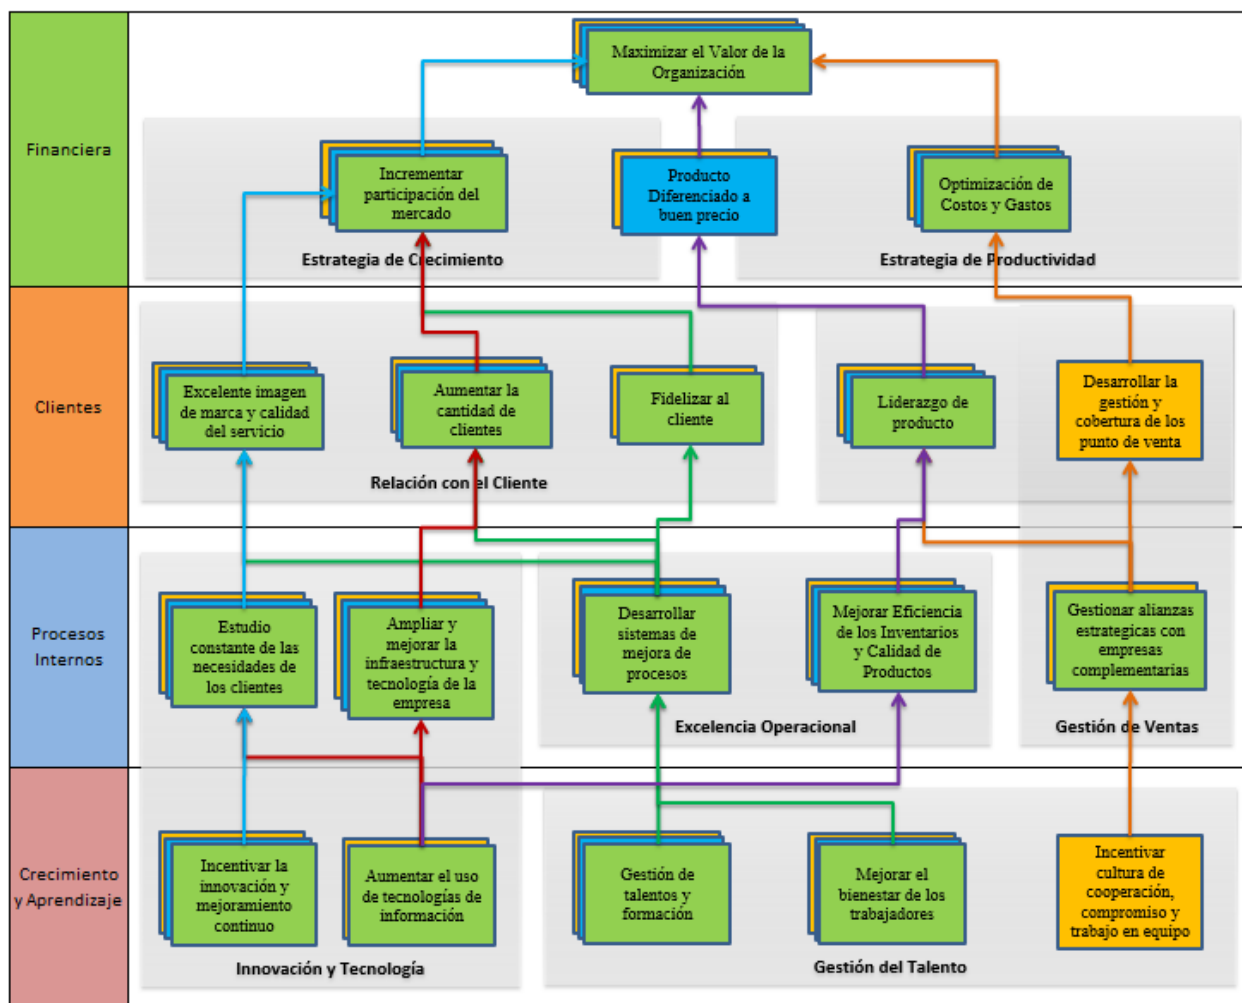 Financiera
Maximizar el Valor de la
Organización
Incrementar
participación del
mercado
Producto
Diferenciado a
buen precio
Optimización de
Costos y Gastos
Estrategia de Crecimiento
Estrategia de Productividad
Clientes
Excelente imagen
de marca y calidad
del servicio
Aumentar la
cantidad de
clientes
Fidelizar al
cliente
Liderazgo de
producto
Desarrollar la
gestión y
cobertura de los
punto de venta
Relación con el Cliente
Procesos
Internos
Estudio
constante de las
necesidades de
los clientes
Ampliar y
mejorar la
infraestructura y
tecnología de la
empresa
Desarrollar
sistemas de
mejora de
procesos
Mejorar Eficiencia
de los Inventarios
y Calidad de
Productos
Gestionar alianzas
estrategicas con
empresas
complementarias
Excelencia Operacional
Gestión de Ventas
Crecimiento
y Aprendizaje
Incentivar la
innovación y
mejoramiento
continuo
Aumentar el uso
de tecnologías de
información
Gestión de
talentos y
formación
Mejorar el
bienestar de los
trabajadores
Incentivar
cultura de
cooperación,
compromiso y
trabajo en equipo
Innovación y Tecnología
Gestión del Talento